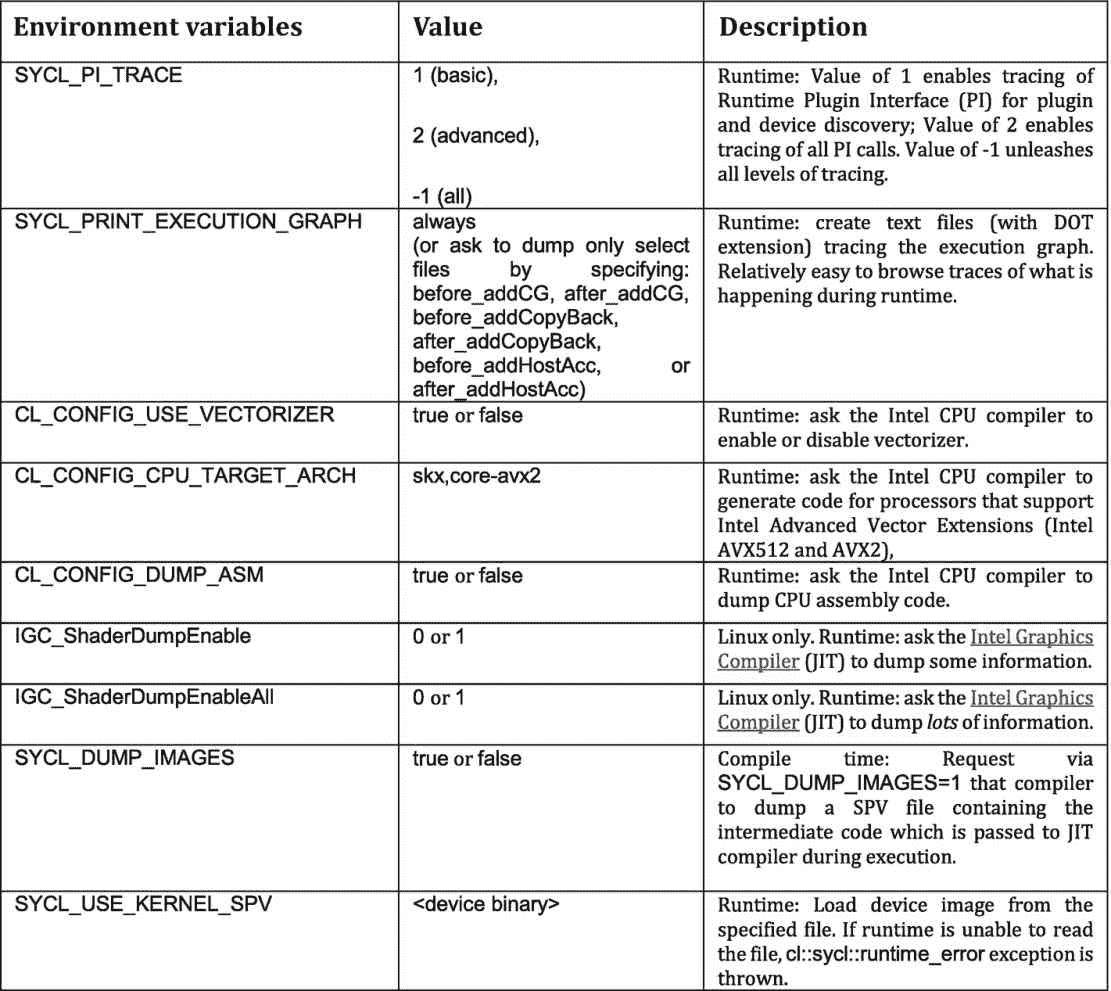 Environment variables
Value
Description
SYCL_PI_TRACE
1 (basic),
2 (advanced),
-1 (all)
Runtime: Value of 1 enables tracing of
Runtime Plugin Interface (PI) for plugin
and device discovery; Value of 2 enables
tracing of all PI calls. Value of -1 unleashes
all levels of tracing.
SYCL_PRINT_EXECUTION_GRAPH
always
(or ask to dump only select
files by specifying:
before_addCG, after_addCG,
before_addCopyBack,
after_addCopyBack,
before_addHostAcc, or
after_addHostAcc)
Runtime: create text files (with DOT
extension) tracing the execution graph.
Relatively easy to browse traces of what is
happening during runtime.
CL_CONFIG_USE_VECTORIZER
true or false
Runtime: ask the Intel CPU compiler to
enable or disable vectorizer.
CL_CONFIG_CPU_TARGET_ARCH
skx,core-avx2
Runtime: ask the Intel CPU compiler to
generate code for processors that support
Intel Advanced Vector Extensions (Intel
AVX512 and AVX2),
CL_CONFIG_DUMP_ASM
true or false
Runtime: ask the Intel CPU compiler to
dump CPU assembly code.
IGC_ShaderDumpEnable
0 or 1
Linux only. Runtime: ask the Intel Graphics
Compiler (JIT) to dump some information.
IGC_ShaderDumpEnableAll
0 or 1
Linux only. Runtime: ask the Intel Graphics
Compiler (JIT) to dump lots of information.
SYCL_DUMP_IMAGES
true or false
Compile time: Request via
SYCL_DUMP_IMAGES=1 that compiler
to dump a SPV file containing the
intermediate code which is passed to JIT
compiler during execution.
SYCL_USE_KERNEL_SPV
<device binary>
Runtime: Load device image from the
specified file. If runtime is unable to read
the file, cl::sycl::runtime_error exception is
thrown.